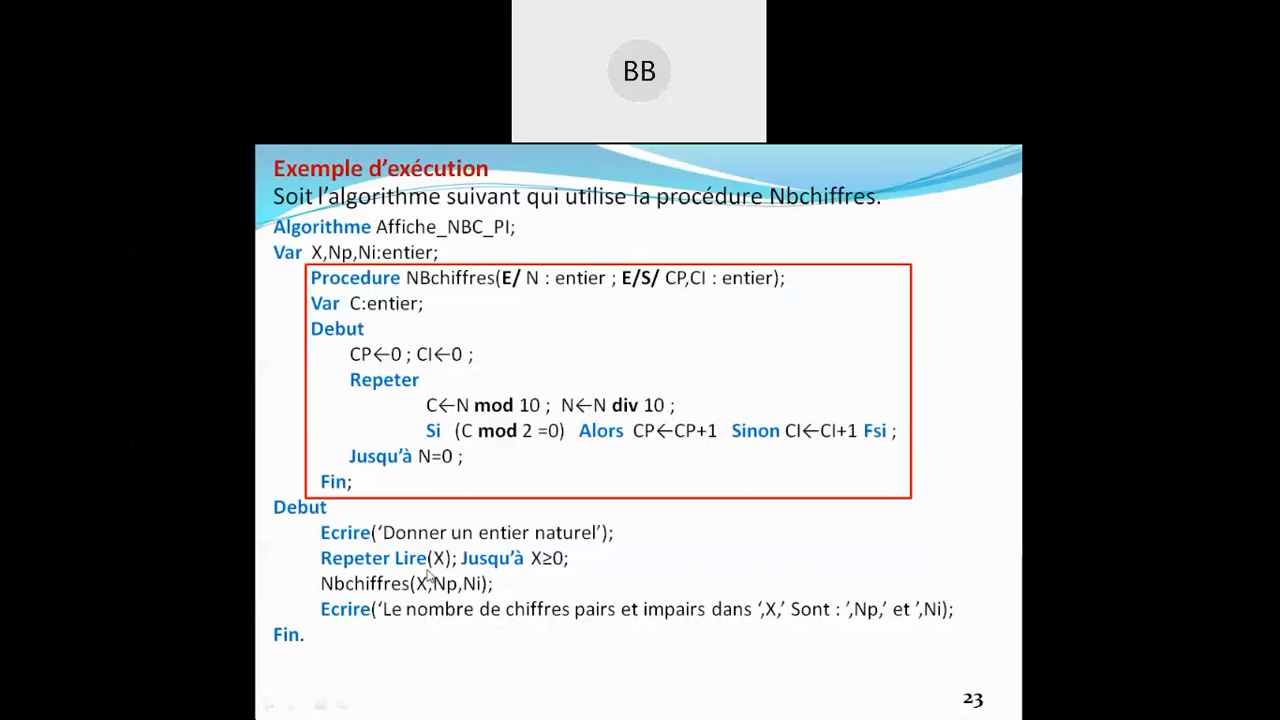 BB
Exemple d'exécution
Soit l'algorithme suivant qui utilise la procédure Nbchiffres.
Algorithme Affiche_NBC_PI;
Var X,Np,Ni:entier;
Procedure NBchiffres(E/ N : entier ; E/S/ CP,CI : entier);
Var C:entier;
Debut
CP←0 ; CI←0 ;
Repeter
C←N mod 10 ; N←N div 10 ;
Si (C mod 2 =0) Alors CP←CP+1 Sinon CI←CI+1 Fsi ;
Jusqu'à N=0 ;
Fin;
Debut
Ecrire('Donner un entier naturel');
Repeter Lire(X); Jusqu'à X≥0;
Nbchiffres(X,Np,Ni);
Ecrire('Le nombre de chiffres pairs et impairs dans ',X,' Sont : ',Np,' et ',Ni);
Fin.
23